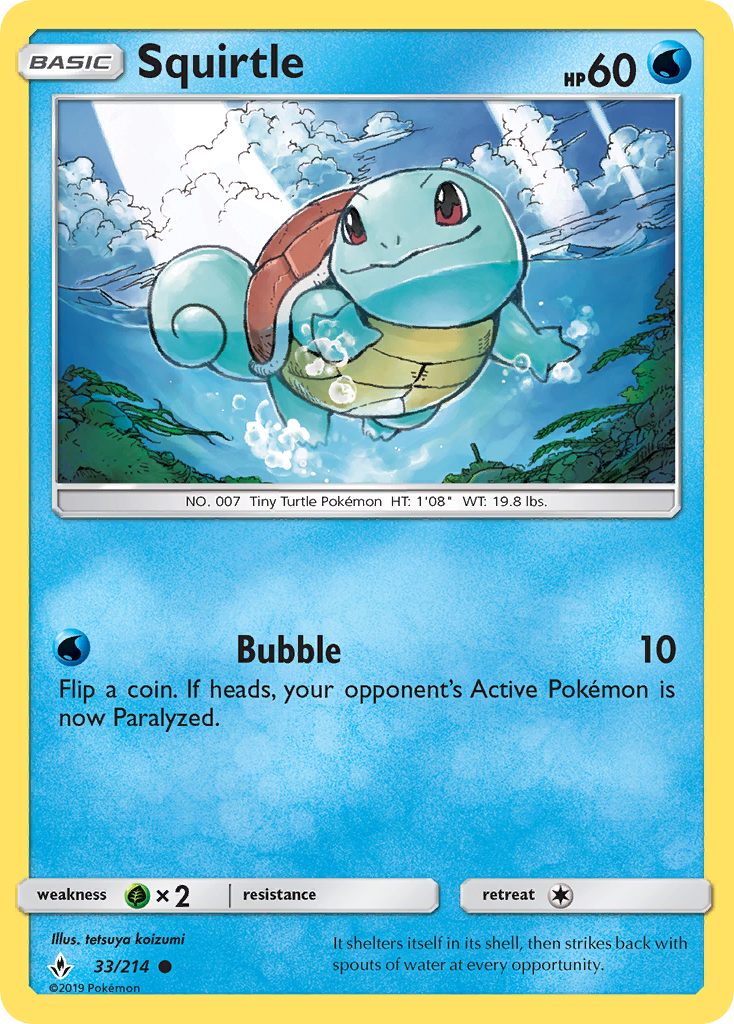 BASIC Squirtle HP60
NO. 007 Tiny Turtle Pokémon HT: 1'08" WT: 19.8 lbs.
Bubble 10
Flip a coin. If heads, your opponent's Active Pokémon is
now Paralyzed.
weakness ×2 resistance retreat
Illus. tetsuya koizumi
33/214
©2019 Pokémon
It shelters itself in its shell, then strikes back with
spouts of water at every opportunity.